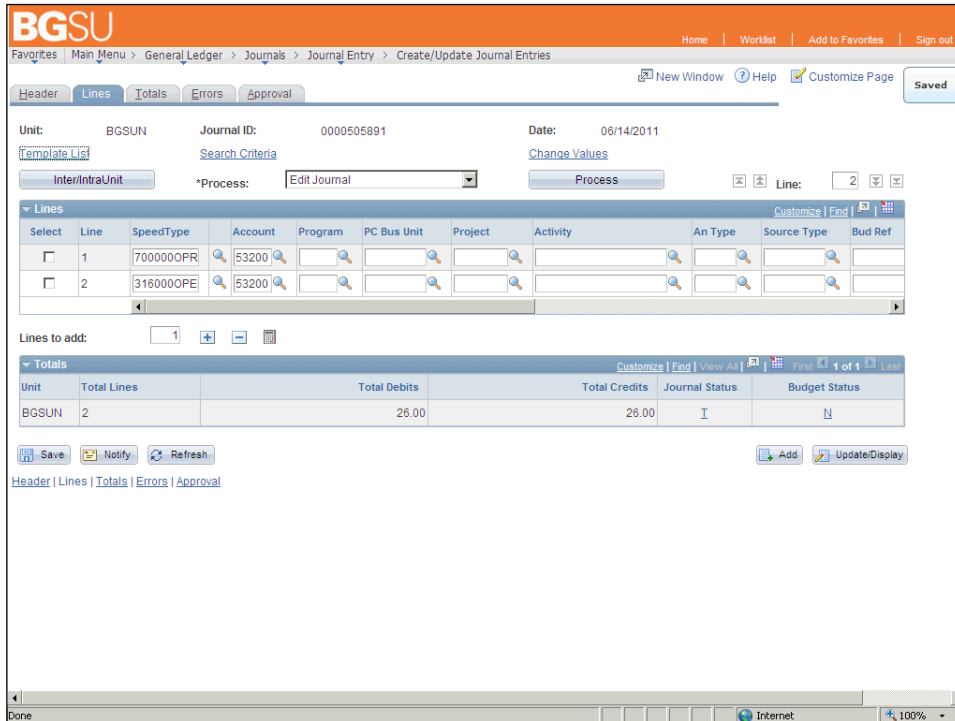 BGSU
Home | Worklist | Add to Favorites | Sign out
Favorites Main Menu > General Ledger > Journals > Journal Entry > Create/Update Journal Entries
New Window Help Customize Page
Saved
Header Lines Totals Errors Approval
Unit: BGSUN Journal ID: 0000505891 Date: 06/14/2011
Template List Search Criteria Change Values
Inter/IntraUnit *Process: Edit Journal Process Line: 2
Lines Customize | Find |
Select Line SpeedType Account Program PC Bus Unit Project Activity An Type Source Type Bud Ref
1 700000OPR 53200
2 316000OPE 53200
Lines to add: 1
Totals Customize | Find | View All | First 1 of 1 Last
Unit Total Lines Total Debits Total Credits Journal Status Budget Status
BGSUN 2 26.00 26.00 T N
Save Notify Refresh Add Update/Display
Header | Lines | Totals | Errors | Approval
Done Internet 100%